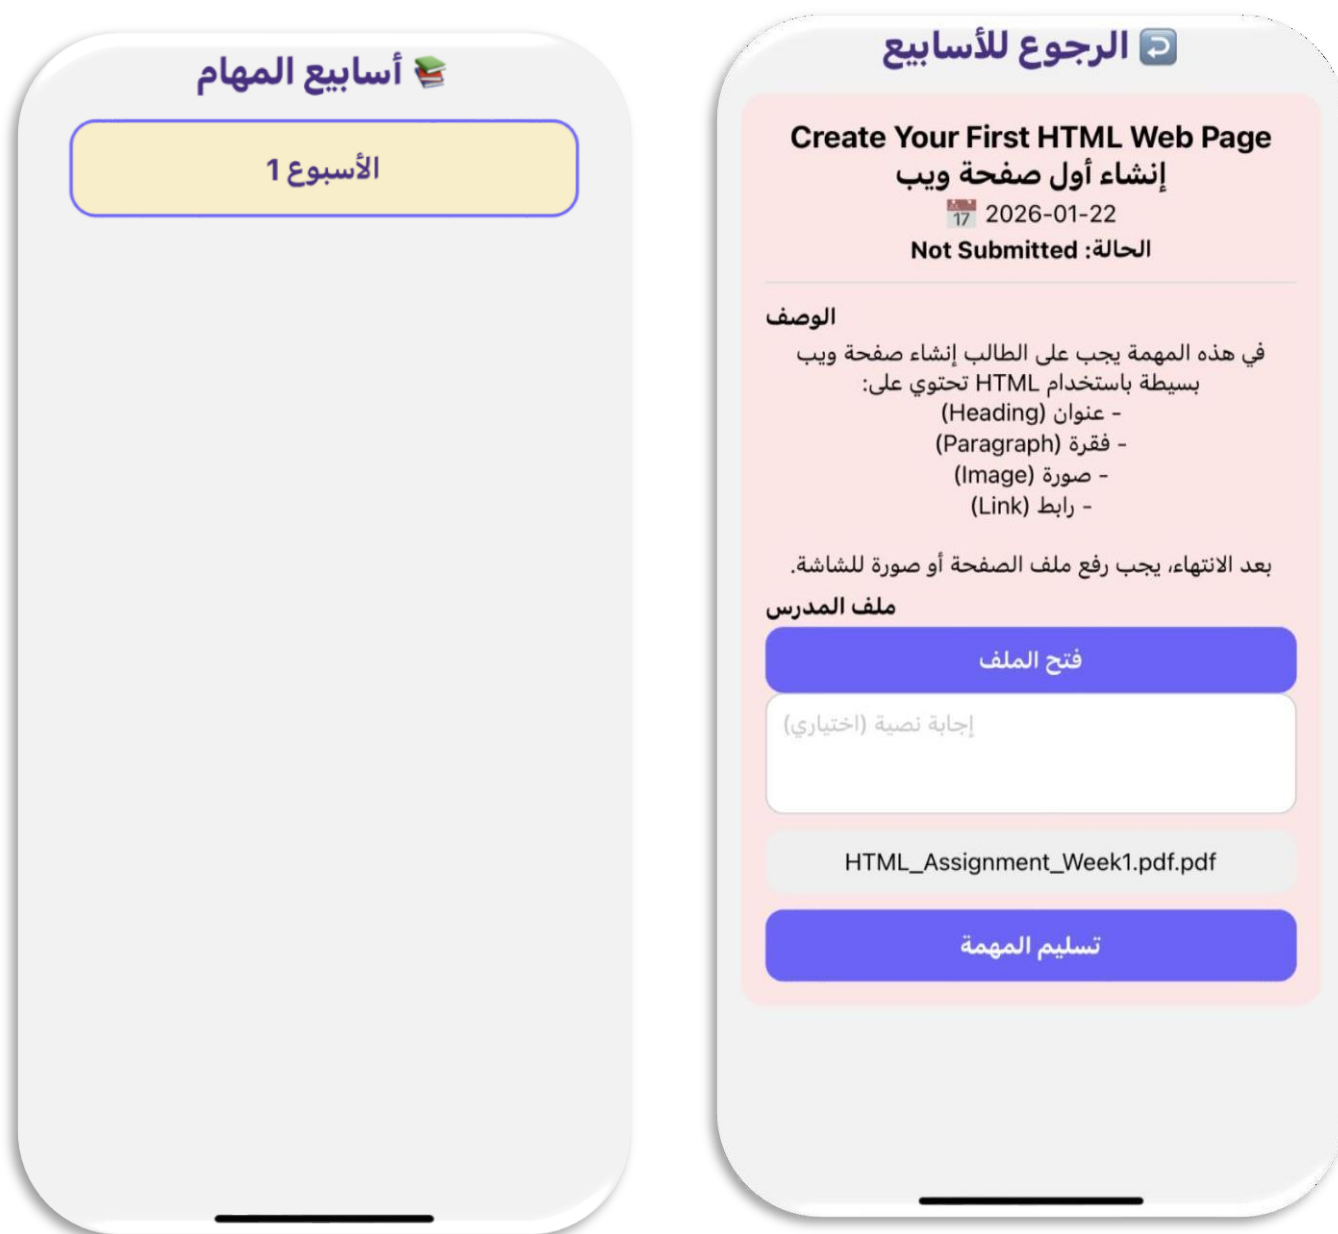 📚 أسابيع المهام
الأسبوع 1
↩️ الرجوع للأسابيع
Create Your First HTML Web Page
إنشاء أول صفحة ويب
📅 2026-01-22
الحالة: Not Submitted
الوصف
في هذه المهمة يجب على الطالب إنشاء صفحة ويب
بسيطة باستخدام HTML تحتوي على:
- عنوان (Heading)
- فقرة (Paragraph)
- صورة (Image)
- رابط (Link)
بعد الانتهاء، يجب رفع ملف الصفحة أو صورة للشاشة.
ملف المدرس
فتح الملف
إجابة نصية (اختياري)
HTML_Assignment_Week1.pdf.pdf
تسليم المهمة